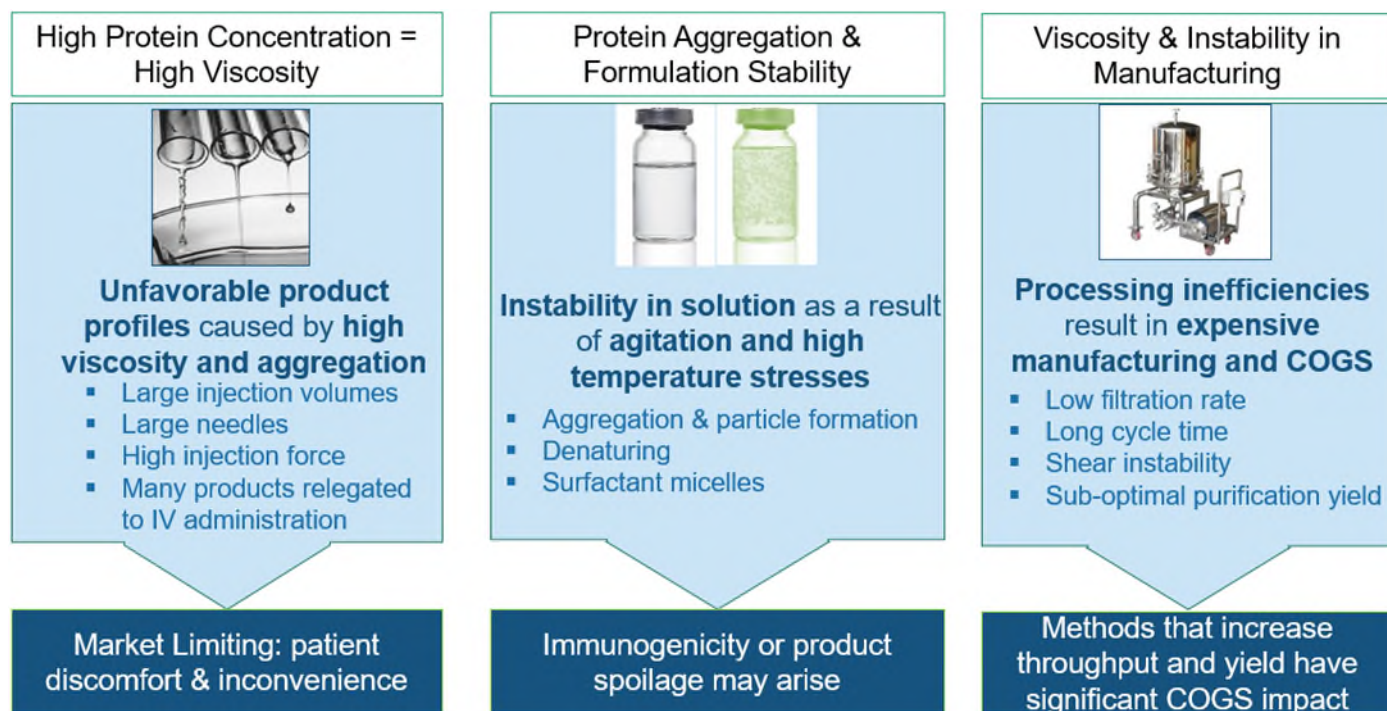 High Protein Concentration =
High Viscosity
Unfavorable product
profiles caused by high
viscosity and aggregation
▪ Large injection volumes
▪ Large needles
▪ High injection force
▪ Many products relegated
to IV administration
Market Limiting: patient
discomfort & inconvenience
Protein Aggregation &
Formulation Stability
Instability in solution as a result
of agitation and high
temperature stresses
▪ Aggregation & particle formation
▪ Denaturing
▪ Surfactant micelles
Immunogenicity or product
spoilage may arise
Viscosity & Instability in
Manufacturing
Processing inefficiencies
result in expensive
manufacturing and COGS
▪ Low filtration rate
▪ Long cycle time
▪ Shear instability
▪ Sub-optimal purification yield
Methods that increase
throughput and yield have
significant COGS impact